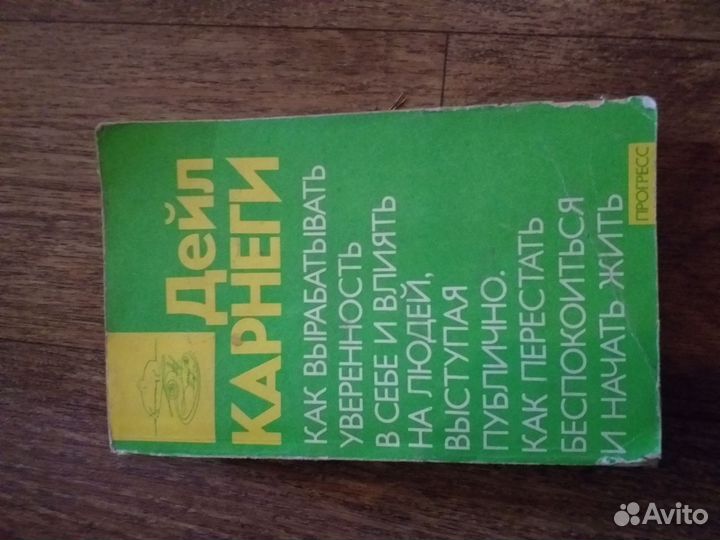 Дейл
КАРНЕГИ
КАК ВЫРАБАТЫВАТЬ
УВЕРЕННОСТЬ
В СЕБЕ И ВЛИЯТЬ
НА ЛЮДЕЙ,
ВЫСТУПАЯ
ПУБЛИЧНО.
КАК ПЕРЕСТАТЬ
БЕСПОКОИТЬСЯ
И НАЧАТЬ ЖИТЬ
ПРОГРЕСС
Avito